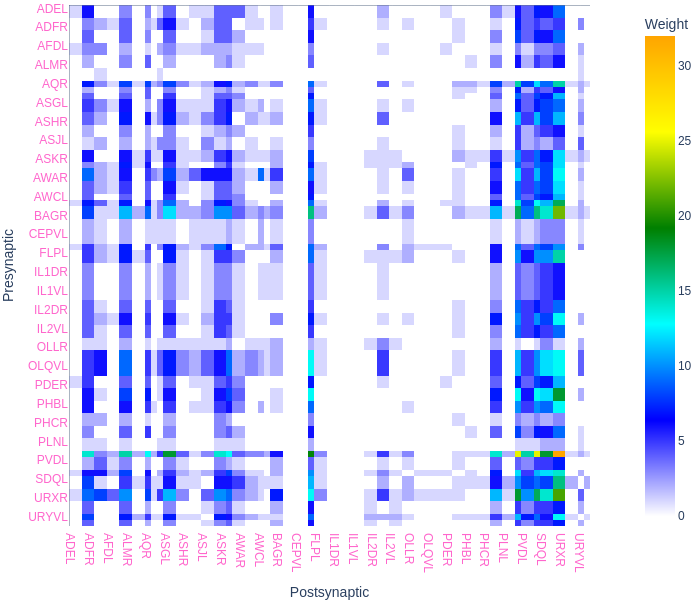 Weight
ADEL
ADFR
AFDL
ALMR
AQR
ASGL
ASHR
ASJL
ASKR
AWAR
AWCL
BAGR
CEPVL
FLPL
IL1DR
IL1VL
IL2DR
IL2VL
OLLR
OLQVL
PDER
PHBL
PHCR
PLNL
PVDL
SDQL
URXR
URYVL
Presynaptic
30
25
20
15
10
5
0
ADEL ADFR AFDL ALMR AQR ASGL ASHR ASJL ASKR AWAR AWCL BAGR CEPVL FLPL IL1DR IL1VL IL2DR IL2VL OLLR OLQVL PDER PHBL PHCR PLNL PVDL SDQL URXR URYVL
Postsynaptic